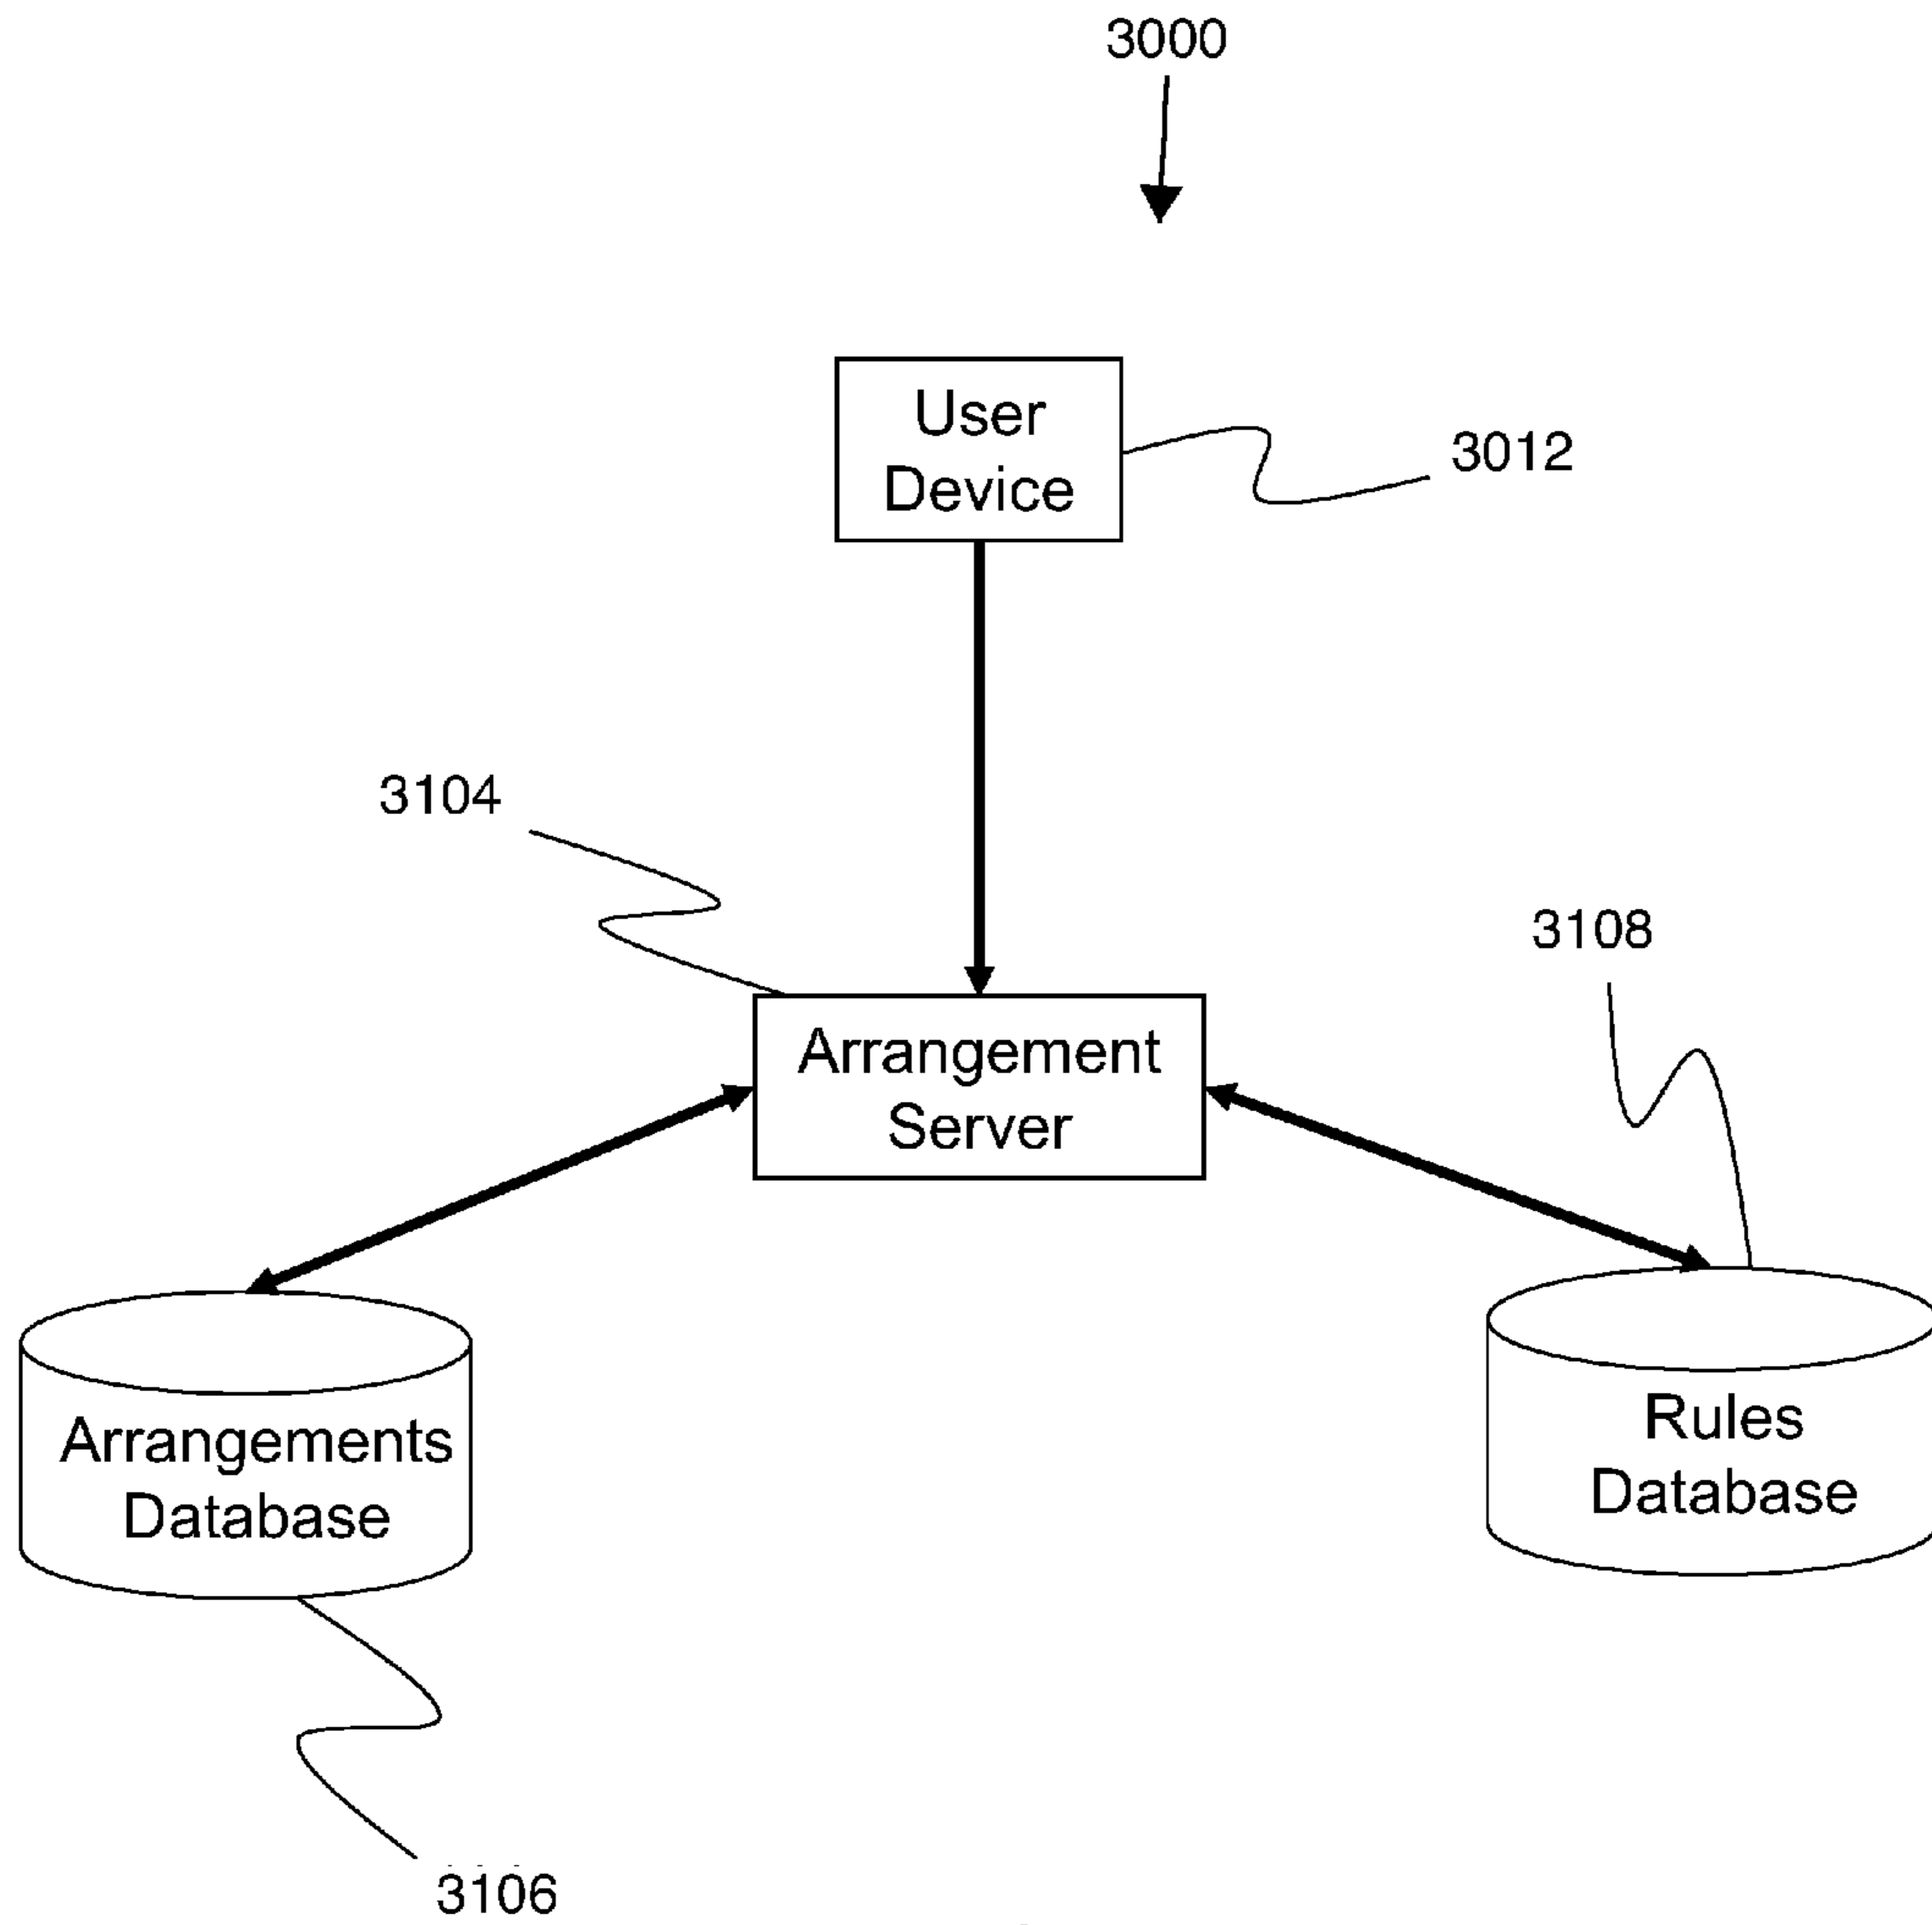 3000
User
Device
3012
3104
3108
Arrangement
Server
Arrangements
Database
Rules
Database
3106